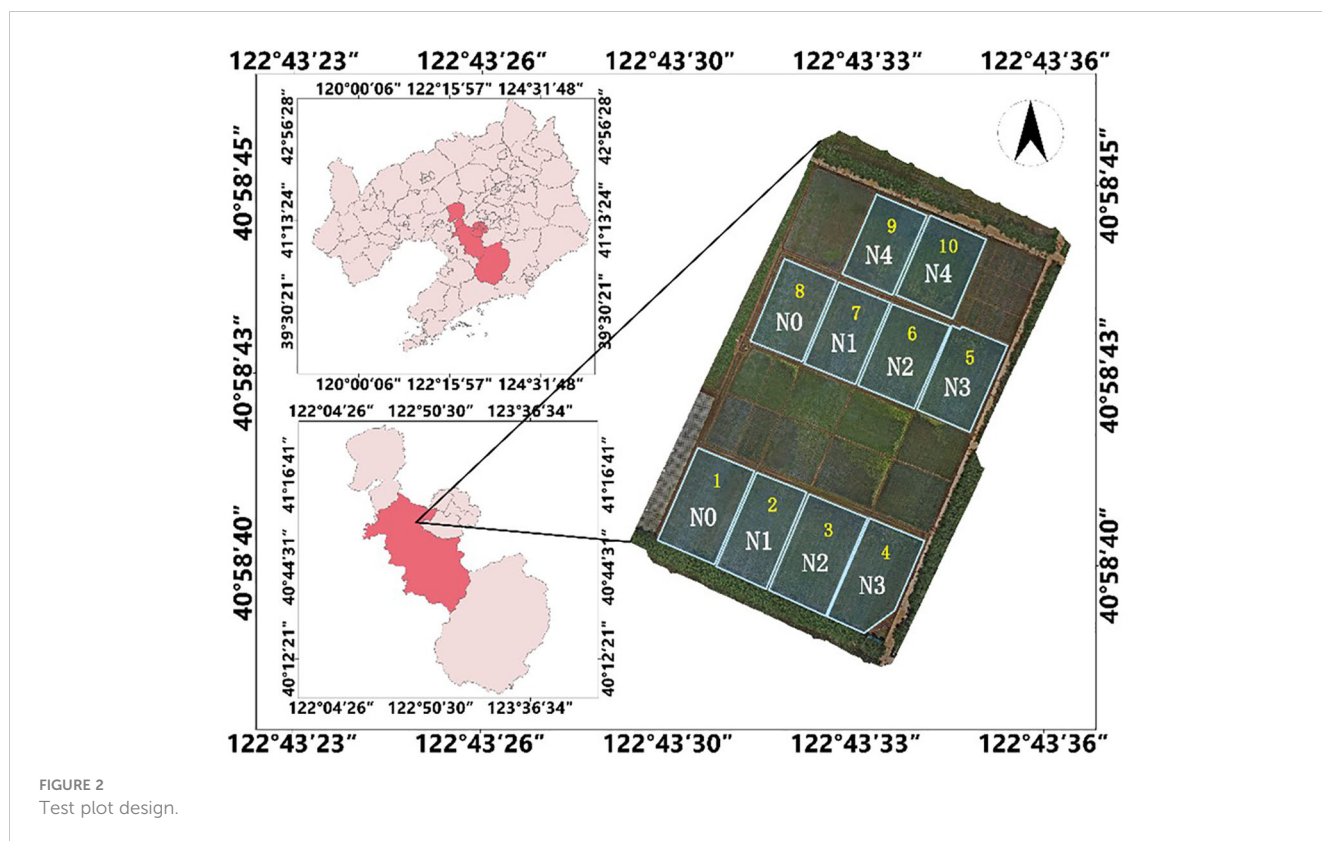 122°43′23″ 122°43′26″ 122°43′30″ 122°43′33″ 122°43′36″
120°00′06″ 122°15′57″ 124°31′48″
42°56′28″
42°56′28″
41°13′24″
41°13′24″
39°30′21″
39°30′21″
120°00′06″ 122°15′57″ 124°31′48″
122°04′26″ 122°50′30″ 123°36′34″
41°16′41″
41°16′41″
40°44′31″
40°44′31″
40°12′21″
40°12′21″
122°04′26″ 122°50′30″ 123°36′34″
40°58′45″
40°58′45″
40°58′43″
40°58′43″
40°58′40″
40°58′40″
9
N4
10
N4
8
N0
7
N1
6
N2
5
N3
1
N0
2
N1
3
N2
4
N3
122°43′23″ 122°43′26″ 122°43′30″ 122°43′33″ 122°43′36″
FIGURE 2
Test plot design.